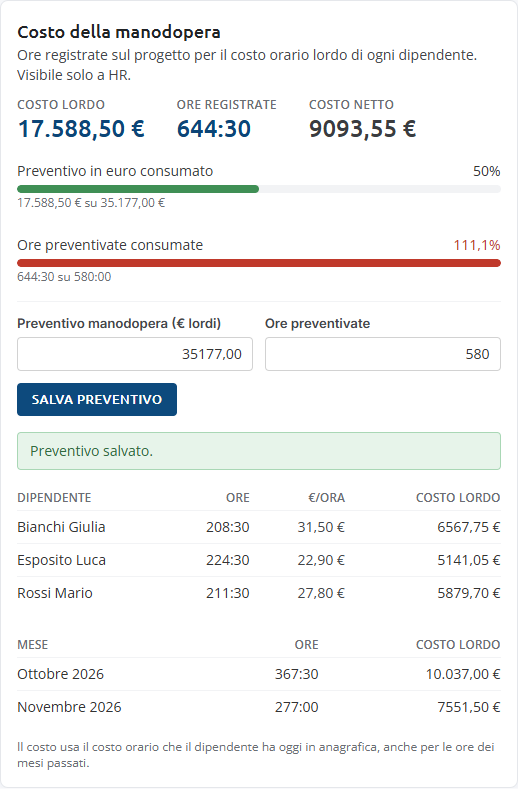 Costo della manodopera
Ore registrate sul progetto per il costo orario lordo di ogni dipendente.
Visibile solo a HR.
COSTO LORDO ORE REGISTRATE COSTO NETTO
17.588,50 € 644:30 9093,55 €
Preventivo in euro consumato 50%
17.588,50 € su 35.177,00 €
Ore preventivate consumate 111,1%
644:30 su 580:00
Preventivo manodopera (€ lordi) Ore preventivate
35177,00 580
SALVA PREVENTIVO
Preventivo salvato.
DIPENDENTE ORE €/ORA COSTO LORDO
Bianchi Giulia 208:30 31,50 € 6567,75 €
Esposito Luca 224:30 22,90 € 5141,05 €
Rossi Mario 211:30 27,80 € 5879,70 €
MESE ORE COSTO LORDO
Ottobre 2026 367:30 10.037,00 €
Novembre 2026 277:00 7551,50 €
Il costo usa il costo orario che il dipendente ha oggi in anagrafica, anche per le ore dei
mesi passati.